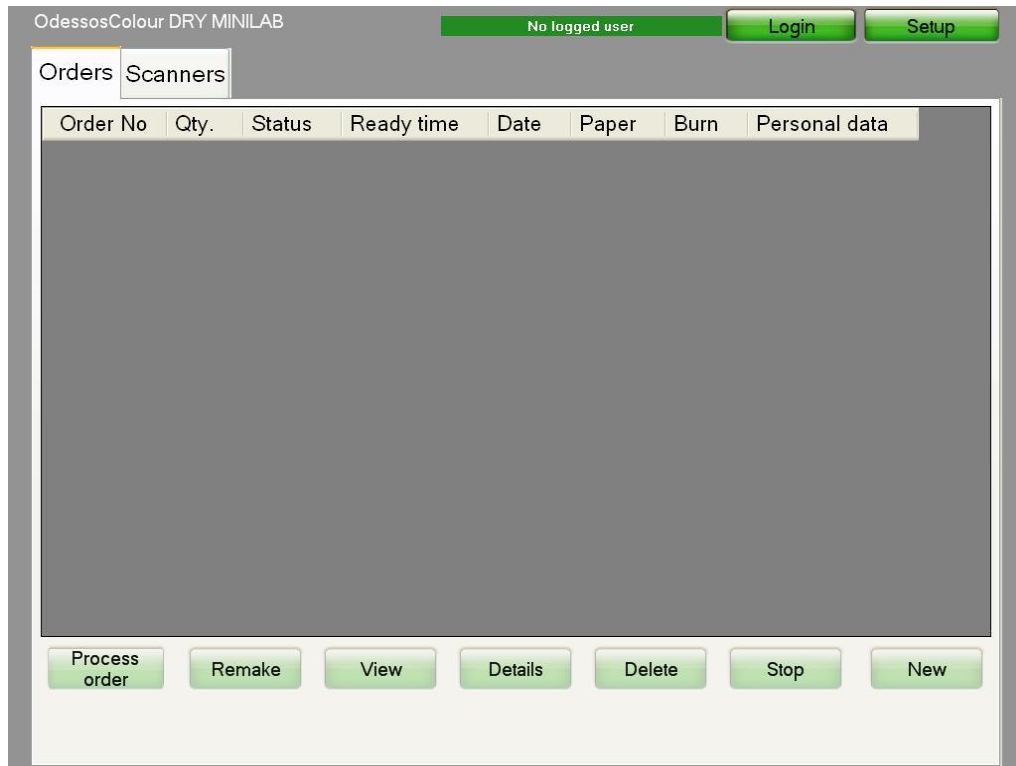 OdessosColour DRY MINILAB
No logged user
Login
Setup
Orders
Scanners
Order No
Qty.
Status
Ready time
Date
Paper
Burn
Personal data
Process
order
Remake
View
Details
Delete
Stop
New